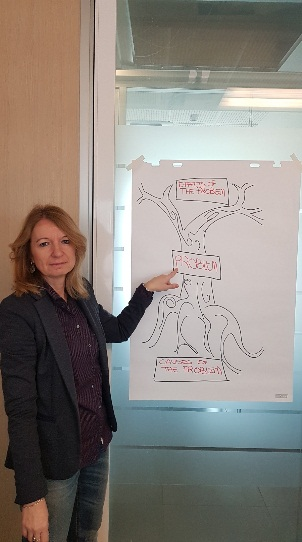 EFFECTS OF
THE PROBLEM
PROBLEM
CAUSES OF
THE PROBLEM